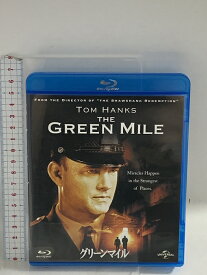 Blu-ray Disc
FROM THE DIRECTOR OF "THE SHAWSHANK REDEMPTION"
TOM HANKS
THE
GREEN MILE
Miracles Happen
in the Strangest
of Places.
グリーンマイル
UNIVERSAL